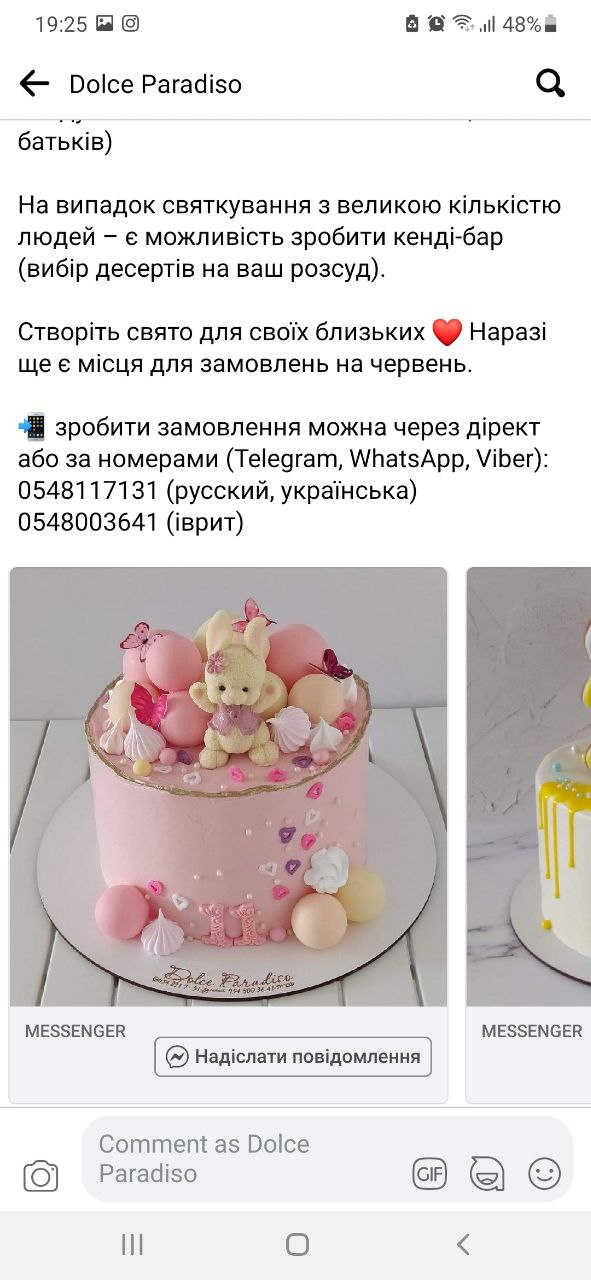 19:25 48%
Dolce Paradiso
батьків)
На випадок святкування з великою кількістю
людей – є можливість зробити кенді-бар
(вибір десертів на ваш розсуд).
Створіть свято для своїх близьких ❤️ Наразі
ще є місця для замовлень на червень.
📲 зробити замовлення можна через дірект
або за номерами (Telegram, WhatsApp, Viber):
0548117131 (русский, українська)
0548003641 (іврит)
11
Dolce Paradiso
MESSENGER
Надіслати повідомлення
MESSENGER
Comment as Dolce
Paradiso
GIF